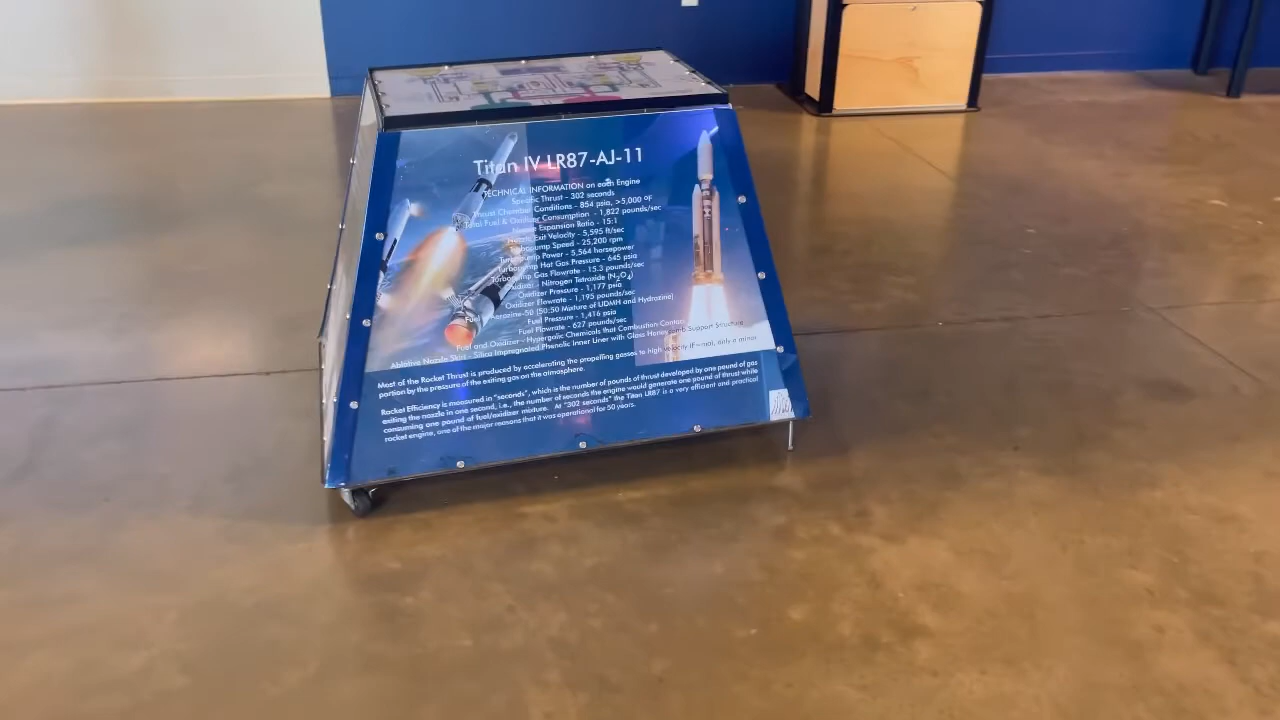 Titan IV LR87-AJ-11
TECHNICAL INFORMATION on each Engine
Specific Thrust - 302 seconds
Thrust Chamber Conditions - 854 psia, >5,000 oF
Total Fuel & Oxidizer Consumption - 1,822 pounds/sec
Nozzle Expansion Ratio - 15:1
Nozzle Exit Velocity - 5,595 ft/sec
Turbopump Speed - 25,200 rpm
Turbopump Power - 5,564 horsepower
Turbopump Hot Gas Pressure - 645 psia
Turbopump Gas Flowrate - 15.3 pounds/sec
Oxidizer - Nitrogen Tetroxide (N2O4)
Oxidizer Pressure - 1,177 psia
Oxidizer Flowrate - 1,195 pounds/sec
Fuel - Aerozine-50 (50:50 Mixture of UDMH and Hydrazine)
Fuel Pressure - 1,416 psia
Fuel Flowrate - 627 pounds/sec
Fuel and Oxidizer - Hypergolic Chemicals that Combustion Contact
Ablative Nozzle Skirt - Silica Impregnated Phenolic Inner Liner with Glass Honeycomb Support Structure
Most of the Rocket Thrust is produced by accelerating the propelling gasses to high velocity (F=ma), only a minor
portion by the pressure of the exiting gas on the atmosphere.
Rocket Efficiency is measured in "seconds", which is the number of pounds of thrust developed by one pound of gas
exiting the nozzle in one second, i.e., the number of seconds the engine would generate one pound of thrust while
consuming one pound of fuel/oxidizer mixture. At "302 seconds" the Titan LR87 is a very efficient and practical
rocket engine, one of the major reasons that it was operational for 50 years.